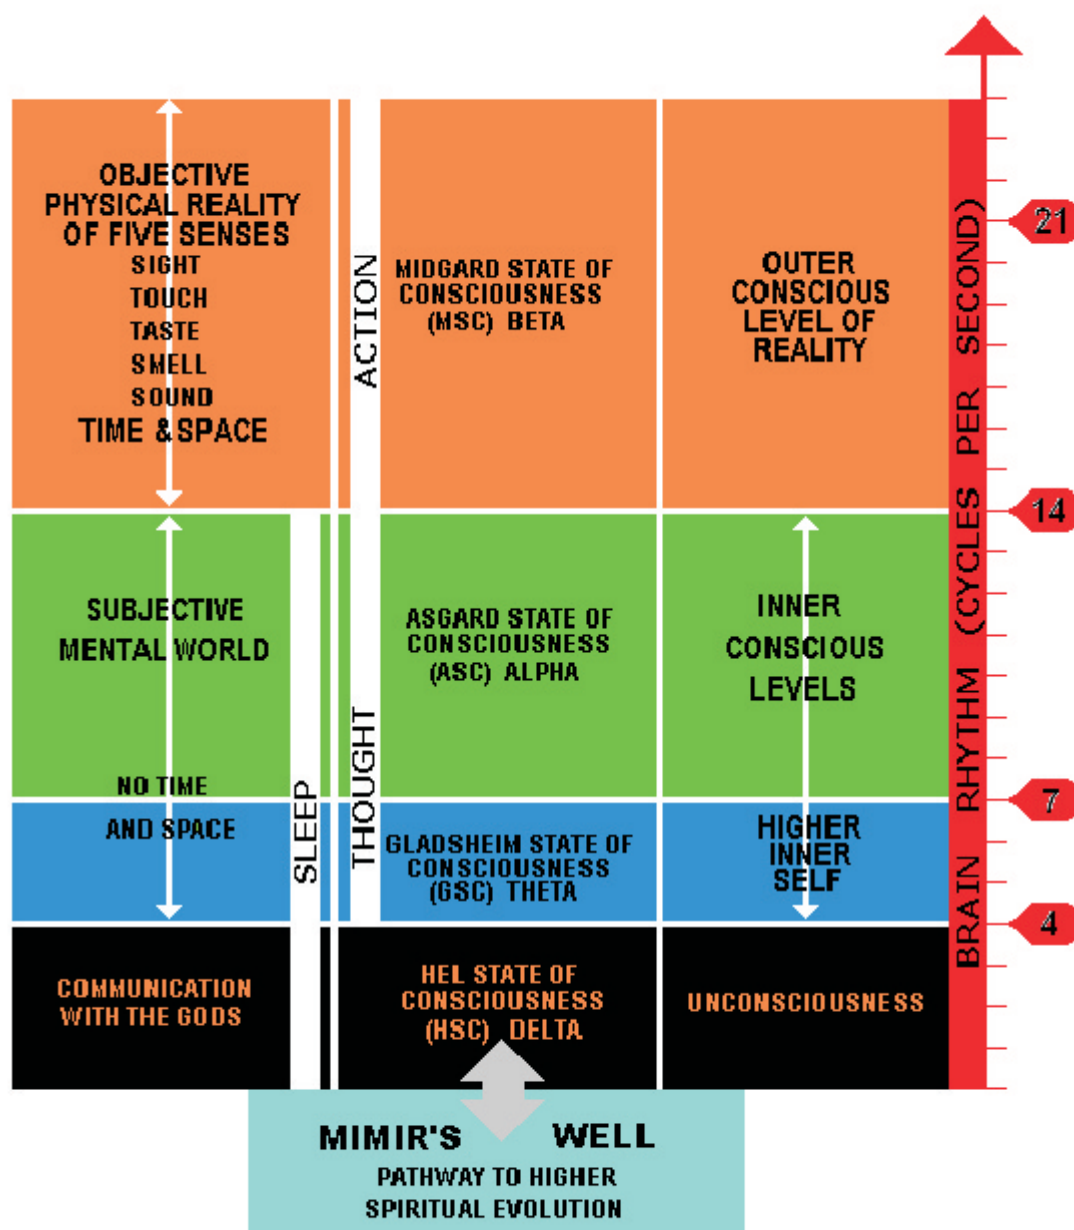 OBJECTIVE
PHYSICAL REALITY
OF FIVE SENSES
SIGHT
TOUCH
TASTE
SMELL
SOUND
TIME & SPACE
ACTION
MIDGARD STATE OF
CONSCIOUSNESS
(MSC) BETA
OUTER
CONSCIOUS
LEVEL OF
REALITY
SUBJECTIVE
MENTAL WORLD
NO TIME
AND SPACE
SLEEP
THOUGHT
ASGARD STATE OF
CONSCIOUSNESS
(ASC) ALPHA
INNER
CONSCIOUS
LEVELS
GLADSHEIM STATE OF
CONSCIOUSNESS
(GSC) THETA
HIGHER
INNER
SELF
COMMUNICATION
WITH THE GODS
HEL STATE OF
CONSCIOUSNESS
(HSC) DELTA
UNCONSCIOUSNESS
BRAIN RHYTHM (CYCLES PER SECOND)
21
14
7
4
MIMIR'S WELL
PATHWAY TO HIGHER
SPIRITUAL EVOLUTION